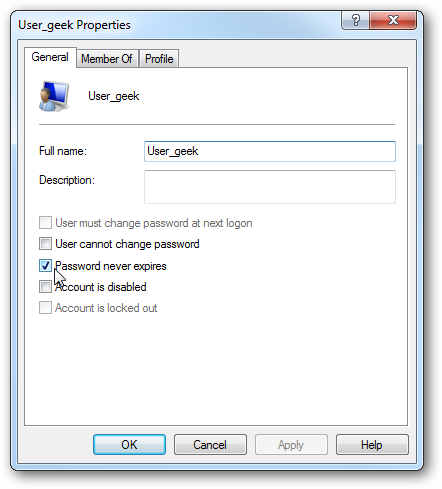 User_geek Properties
?
General Member Of Profile
User_geek
Full name: User_geek
Description:
User must change password at next logon
User cannot change password
Password never expires
Account is disabled
Account is locked out
OK Cancel Apply Help